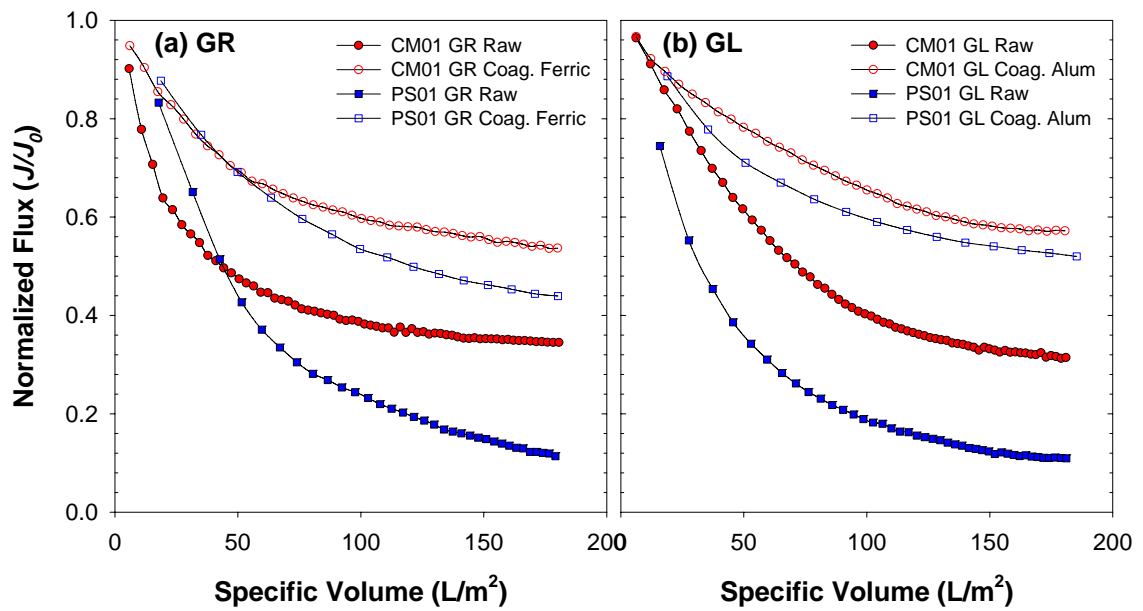 (a) GR
CM01 GR Raw
CM01 GR Coag. Ferric
PS01 GR Raw
PS01 GR Coag. Ferric
(b) GL
CM01 GL Raw
CM01 GL Coag. Alum
PS01 GL Raw
PS01 GL Coag. Alum
Normalized Flux (J/J0)
1.0
0.8
0.6
0.4
0.2
0.0
0 50 100 150 200
0 50 100 150 200
Specific Volume (L/m²)
Specific Volume (L/m²)